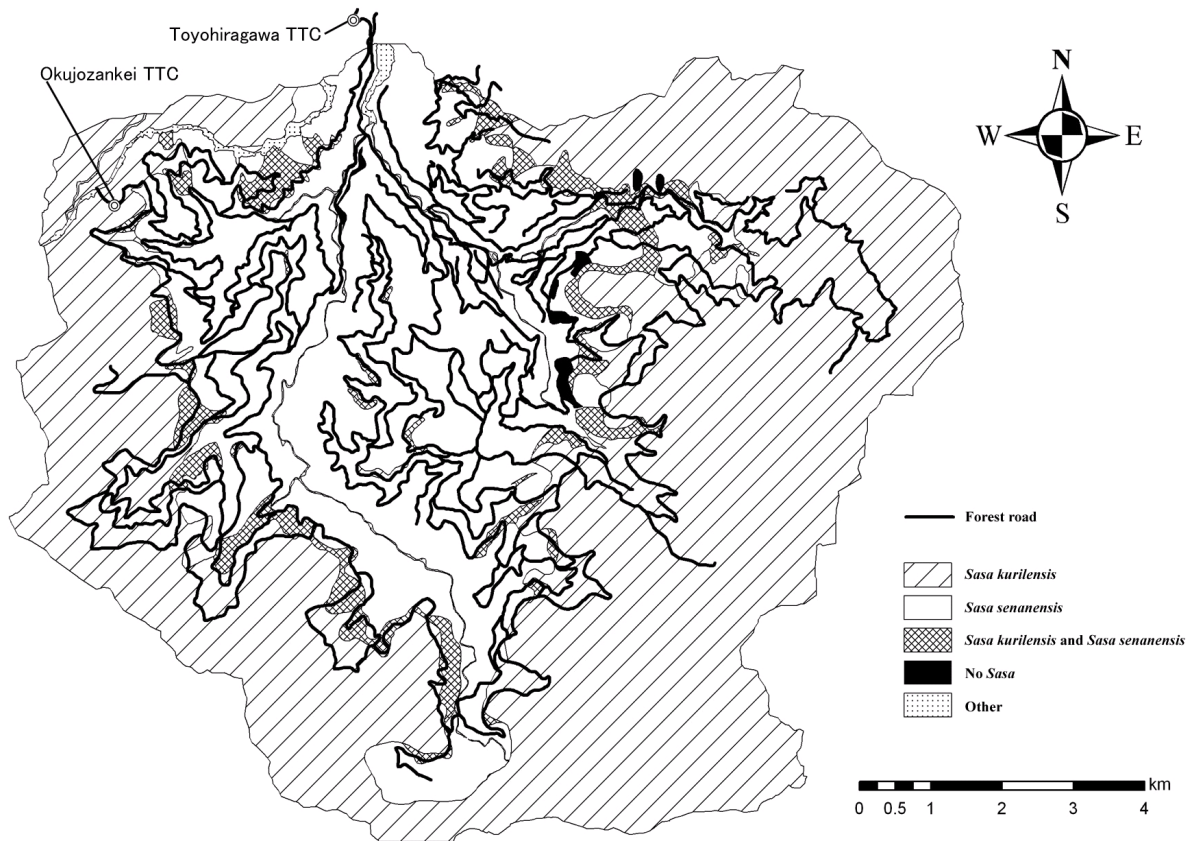 Toyohiragawa TTC
Okujozankei TTC
N
W E
S
Forest road
Sasa kurilensis
Sasa senanensis
Sasa kurilensis and Sasa senanensis
No Sasa
Other
km
0 0.5 1 2 3 4